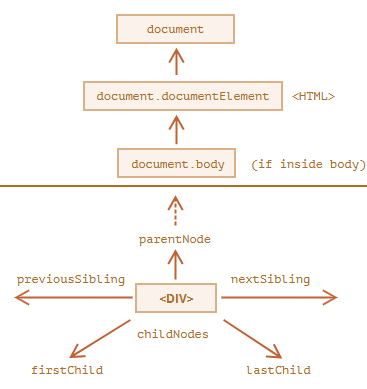 document
document.documentElement <HTML>
document.body (if inside body)
parentNode
previousSibling nextSibling
<DIV>
childNodes
firstChild lastChild